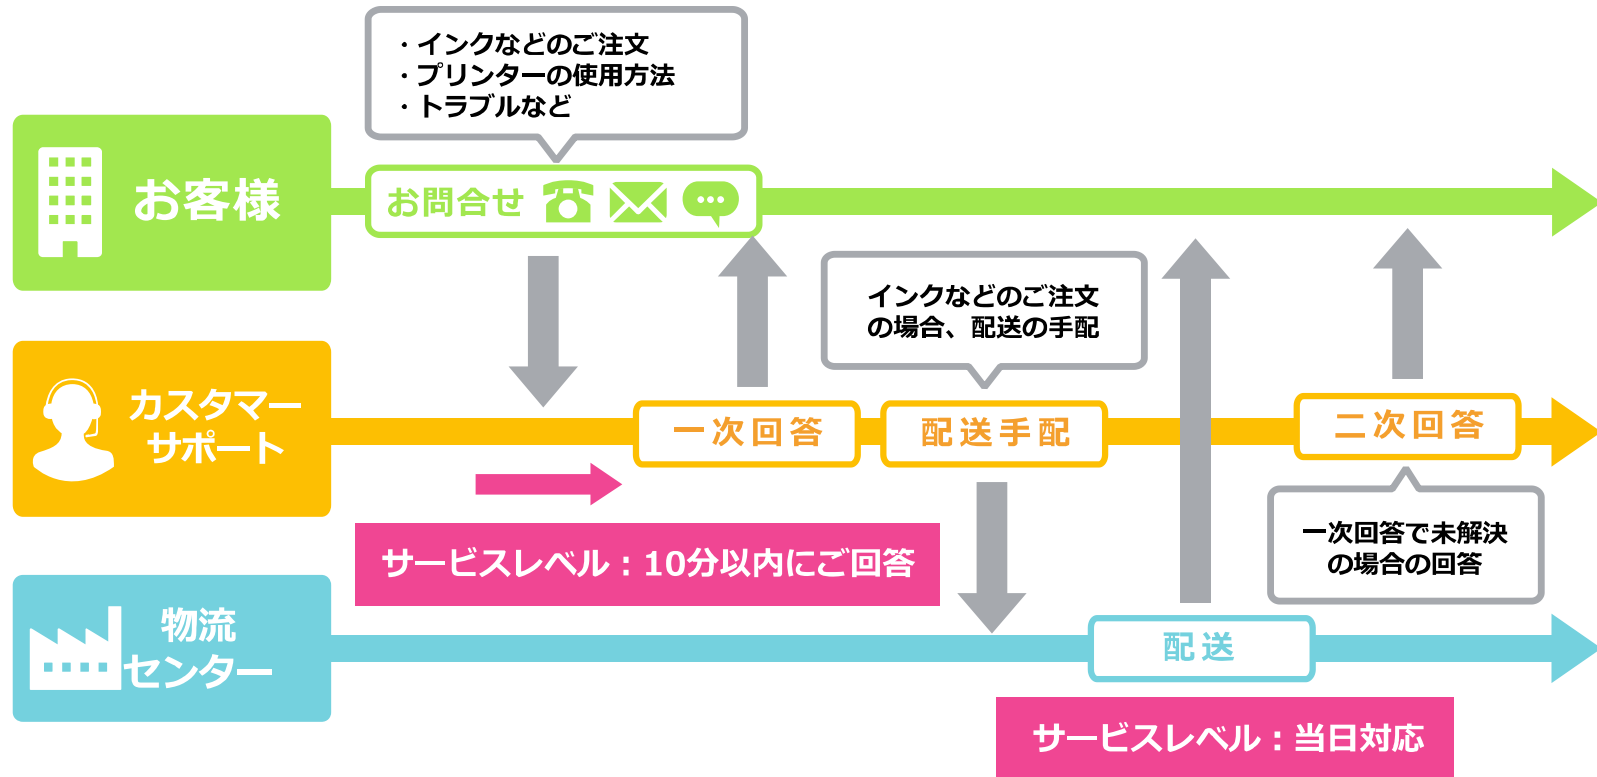 ・インクなどのご注文
・プリンターの使用方法
・トラブルなど
お客様
お問合せ
インクなどのご注文
の場合、配送の手配
カスタマー
サポート
一次回答
配送手配
二次回答
サービスレベル：10分以内にご回答
一次回答で未解決
の場合の回答
物流
センター
配送
サービスレベル：当日対応